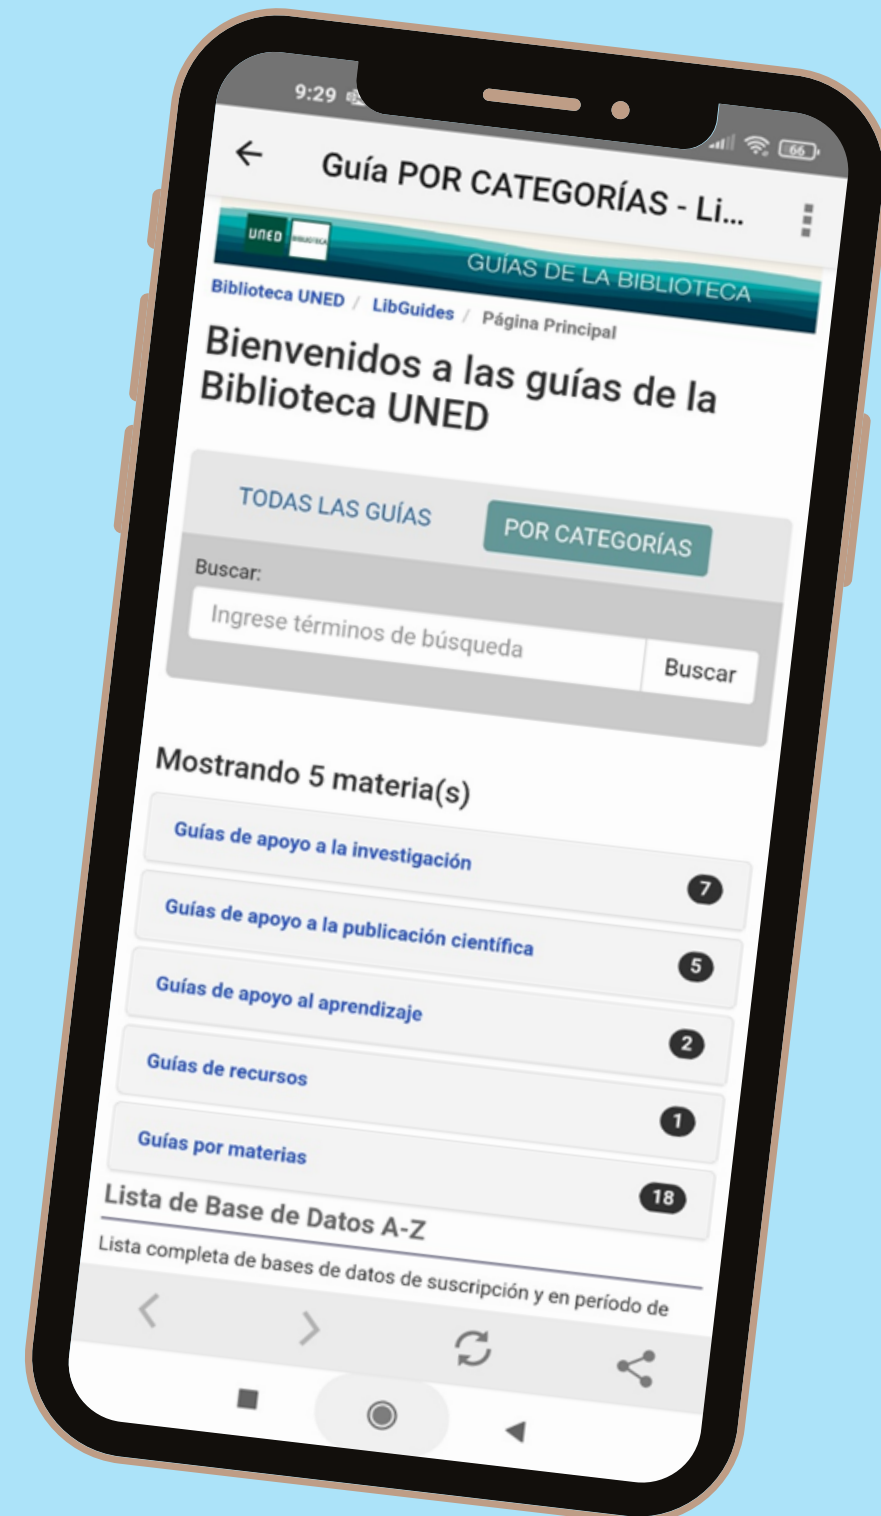 9:29
66
Guía POR CATEGORÍAS - Li...
UNED
BIBLIOTECA
GUÍAS DE LA BIBLIOTECA
Biblioteca UNED / LibGuides / Página Principal
Bienvenidos a las guías de la
Biblioteca UNED
TODAS LAS GUÍAS
POR CATEGORÍAS
Buscar:
Ingrese términos de búsqueda
Buscar
Mostrando 5 materia(s)
Guías de apoyo a la investigación 7
Guías de apoyo a la publicación científica 5
Guías de apoyo al aprendizaje 2
Guías de recursos 1
Guías por materias 18
Lista de Base de Datos A-Z
Lista completa de bases de datos de suscripción y en período de